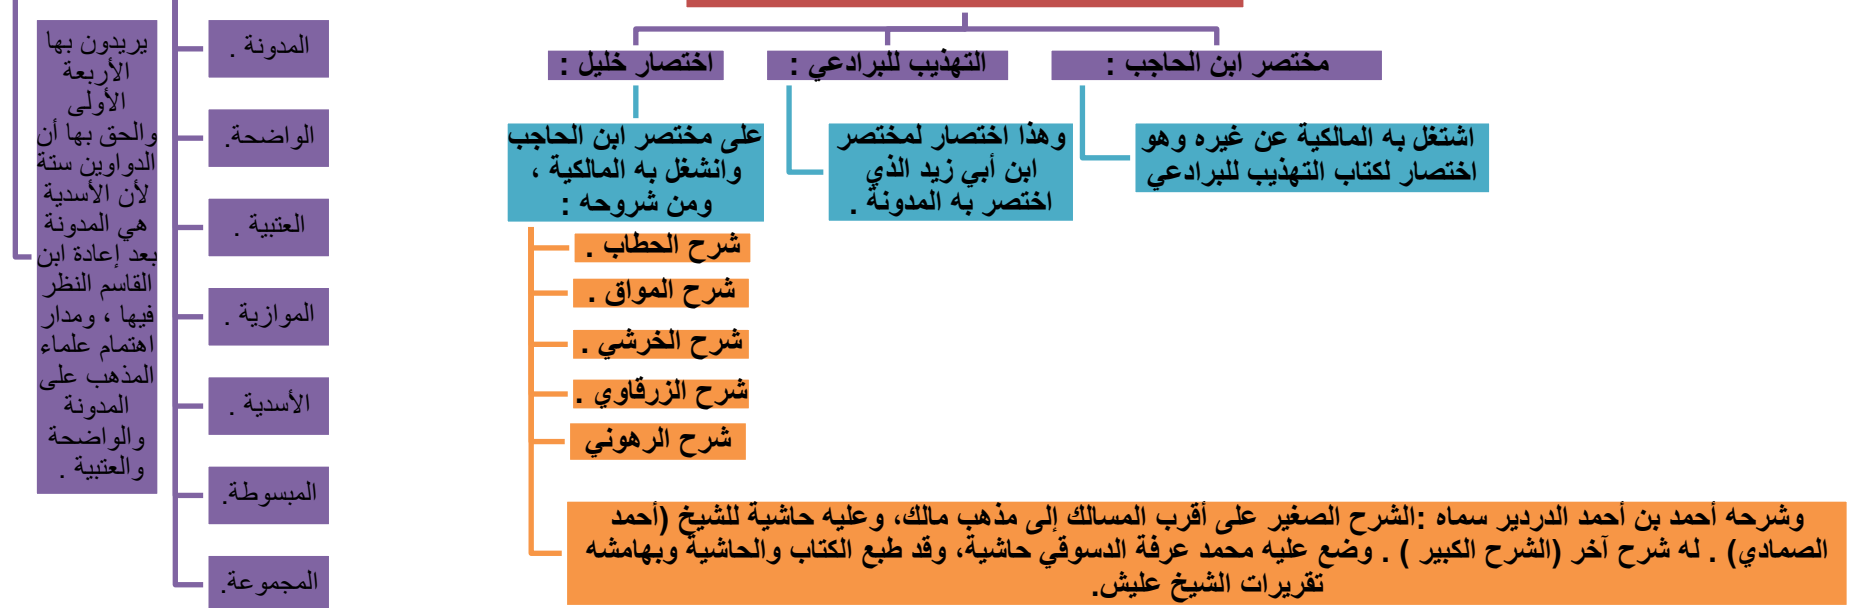 مختصر ابن الحاجب :
اشتغل به المالكية عن غيره وهو
اختصار لكتاب التهذيب للبرادعي
التهذيب للبرادعي :
وهذا اختصار لمختصر
ابن أبي زيد الذي
اختصر به المدونة .
اختصار خليل :
على مختصر ابن الحاجب
وانشغل به المالكية ،
ومن شروحه :
شرح الحطاب .
شرح المواق .
شرح الخرشي .
شرح الزرقاوي .
شرح الرهوني
وشرحه أحمد بن أحمد الدردير سماه :الشرح الصغير على أقرب المسالك إلى مذهب مالك، وعليه حاشية للشيخ (أحمد
الصمادي) . له شرح آخر (الشرح الكبير ) . وضع عليه محمد عرفة الدسوقي حاشية، وقد طبع الكتاب والحاشية وبهامشه
تقريرات الشيخ عليش.
المدونة .
الواضحة.
العتبية .
الموازية .
الأسدية .
المبسوطة.
المجموعة.
يريدون بها
الأربعة
الأولى
والحق بها أن
الدواوين ستة
لأن الأسدية
هي المدونة
بعد إعادة ابن
القاسم النظر
فيها ، ومدار
اهتمام علماء
المذهب على
المدونة
والواضحة
والعتبية .